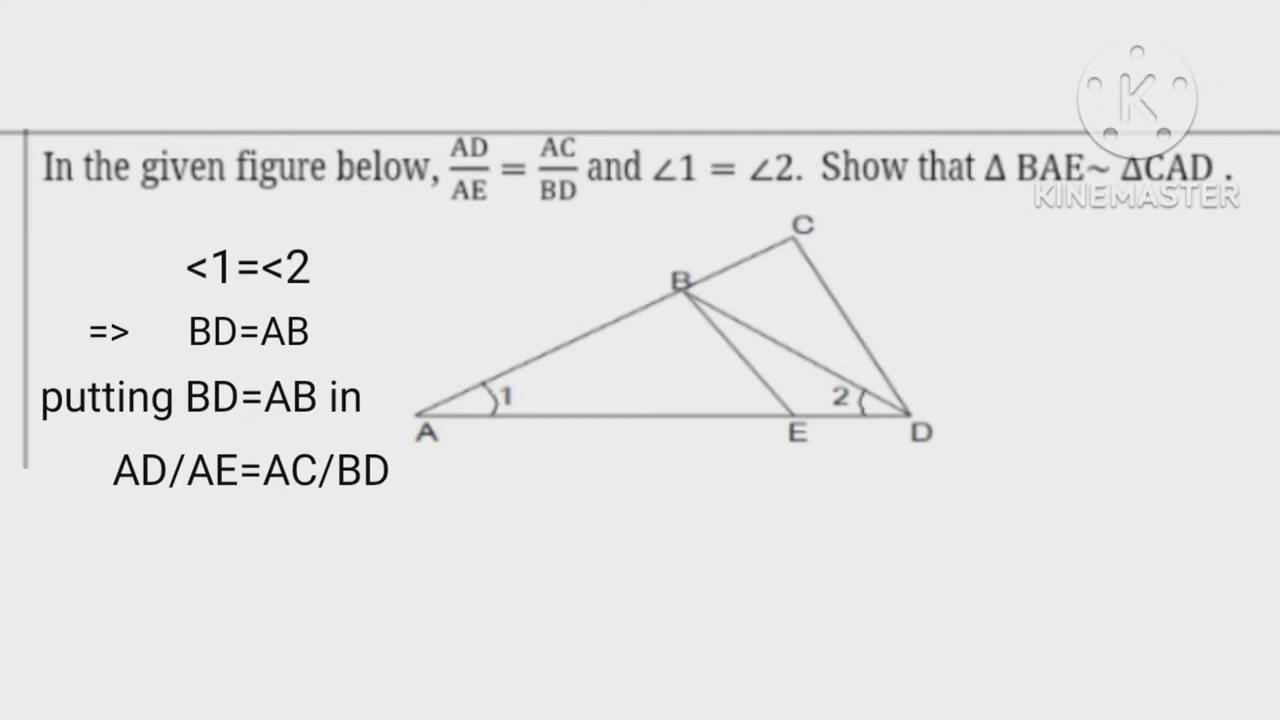 K
In the given figure below, AD/AE = AC/BD and ∠1 = ∠2. Show that Δ BAE~ ΔCAD .
KINEMASTER
<1=<2
=> BD=AB
putting BD=AB in
AD/AE=AC/BD
C
B
1
2
A
E
D